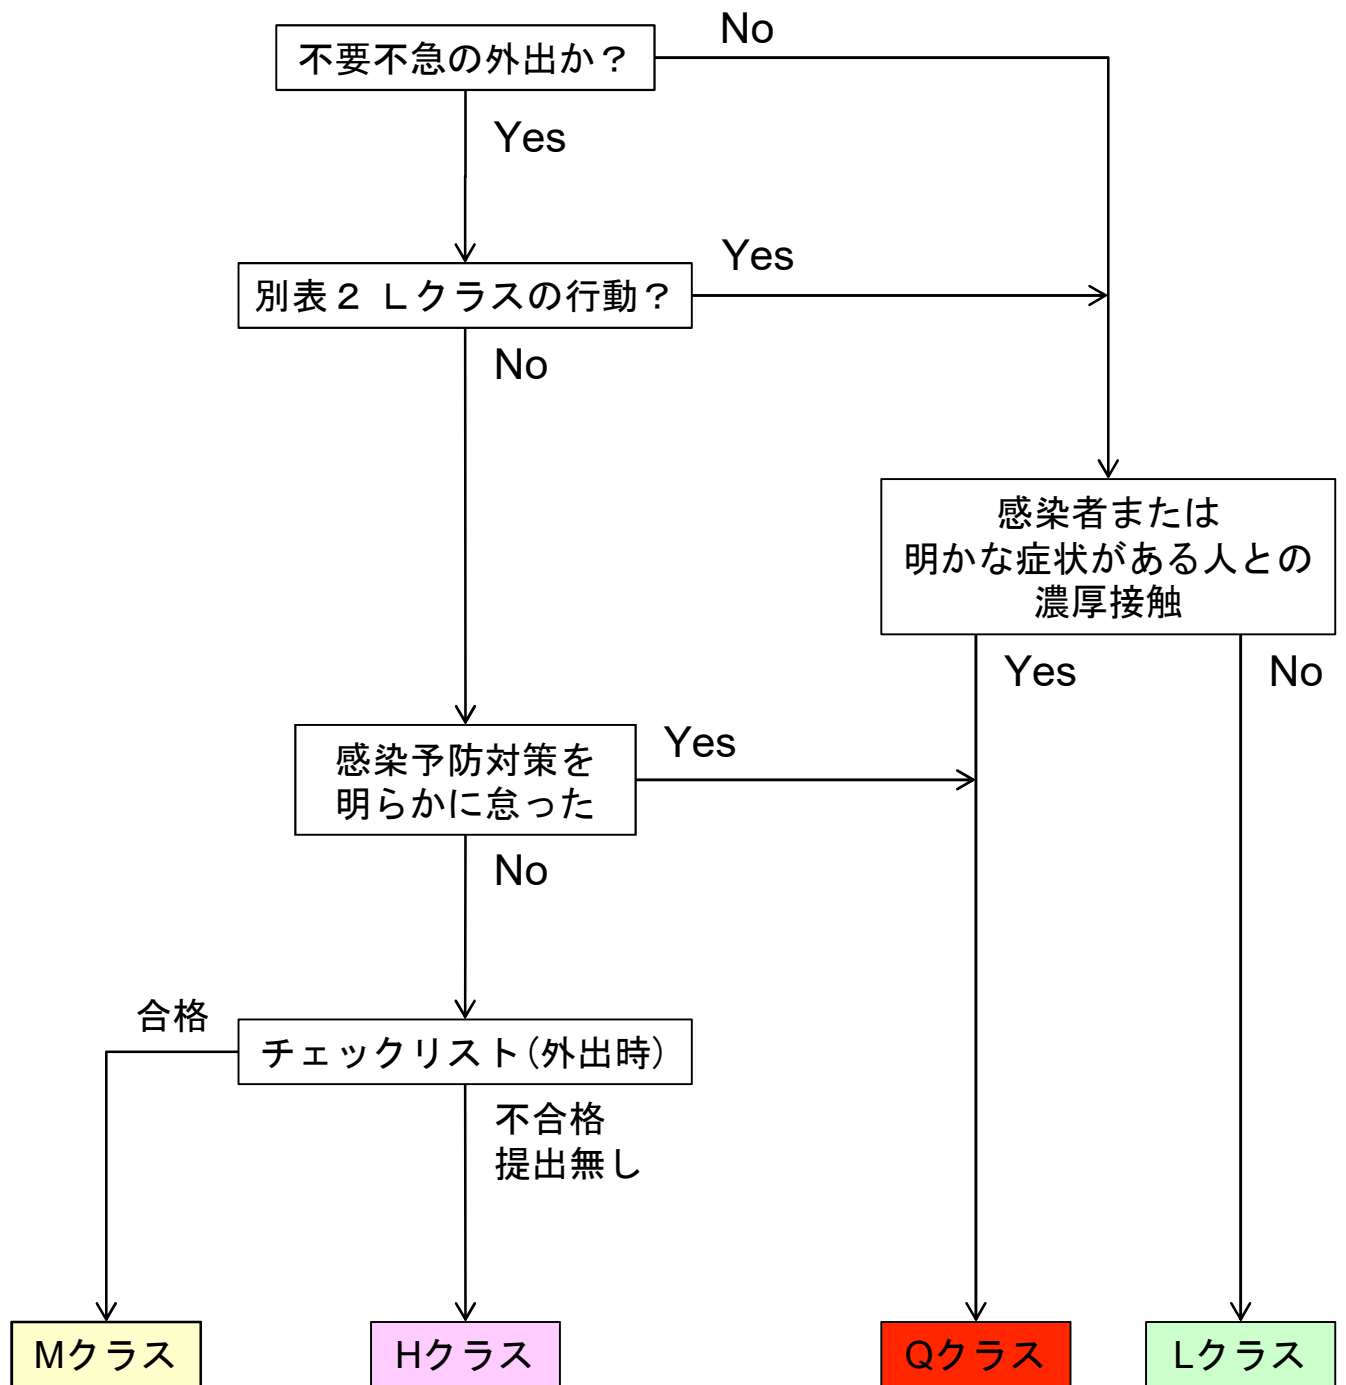 不要不急の外出か？
No
Yes
別表２ Ｌクラスの行動？
Yes
No
感染者または
明かな症状がある人との
濃厚接触
Yes
No
感染予防対策を
明らかに怠った
Yes
No
合格
チェックリスト(外出時)
不合格
提出無し
Mクラス
Hクラス
Qクラス
Lクラス